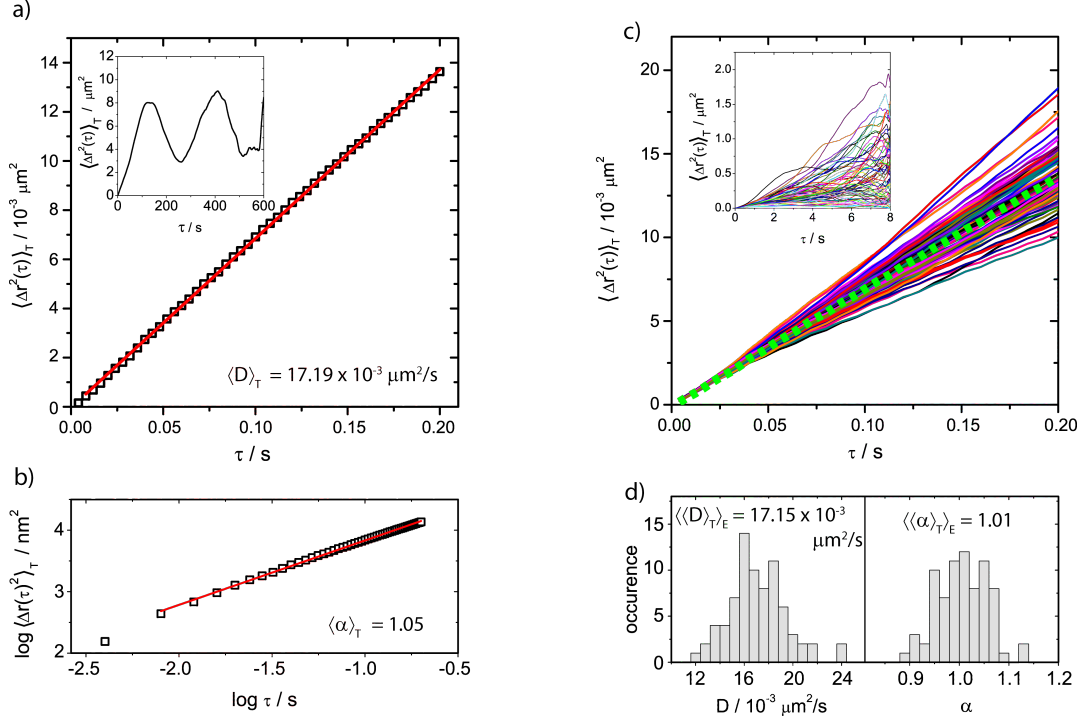 a)
⟨Δr²(τ)⟩T / 10⁻³ μm²
14
12
10
8
6
4
2
0
0.00 0.05 0.10 0.15 0.20
τ / s
⟨D⟩T = 17.19 x 10⁻³ μm²/s
⟨Δr²(τ)⟩T / μm²
12
10
8
6
4
2
0
0 200 400 600
τ / s
b)
log ⟨Δr(τ)²⟩T / nm²
4
3
2
-2.5 -2.0 -1.5 -1.0 -0.5
log τ / s
⟨α⟩T = 1.05
c)
⟨Δr²(τ)⟩T / 10⁻³ μm²
20
15
10
5
0
0.00 0.05 0.10 0.15 0.20
τ / s
⟨Δr²(τ)⟩T / μm²
2.0
1.5
1.0
0.5
0.0
0 2 4 6 8
τ / s
d)
occurence
15
10
5
0
⟨⟨D⟩T⟩E = 17.15 x 10⁻³
μm²/s
⟨⟨α⟩T⟩E = 1.01
12 16 20 24
D / 10⁻³ μm²/s
0.9 1.0 1.1 1.2
α